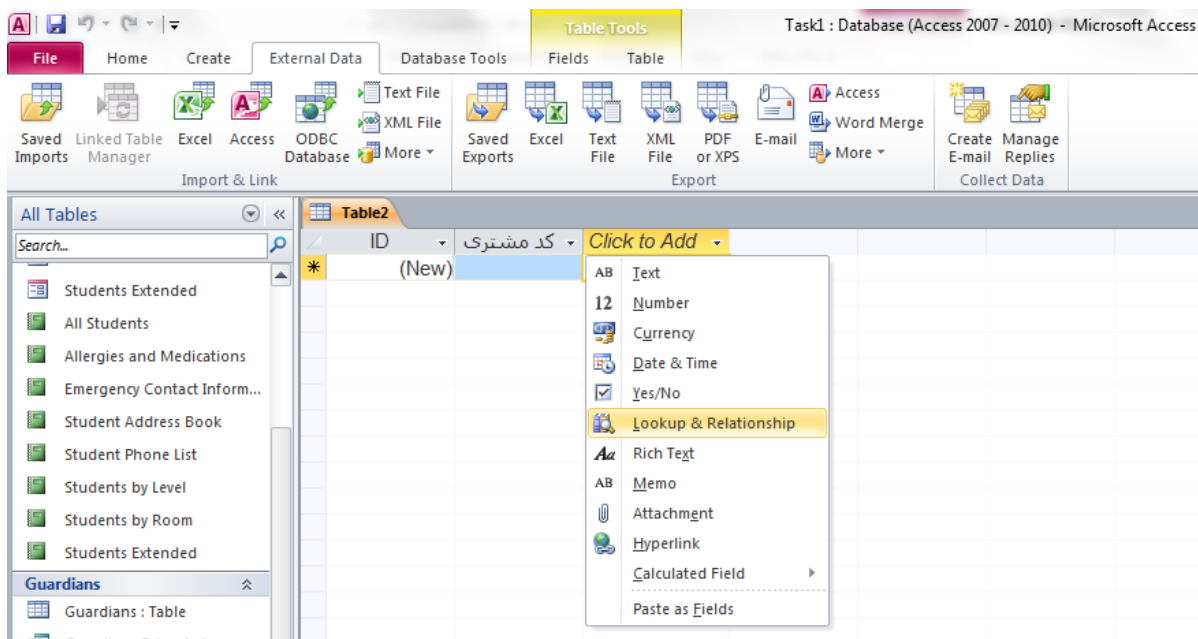 Table Tools
Task1 : Database (Access 2007 - 2010) - Microsoft Access
File Home Create External Data Database Tools Fields Table
Saved Imports
Linked Table Manager
Excel
Access
ODBC Database
Text File
XML File
More
Import & Link
Saved Exports
Excel
Text File
XML File
PDF or XPS
E-mail
Access
Word Merge
More
Export
Create E-mail
Manage Replies
Collect Data
All Tables
Search...
Students Extended
All Students
Allergies and Medications
Emergency Contact Inform...
Student Address Book
Student Phone List
Students by Level
Students by Room
Students Extended
Guardians
Guardians : Table
Table2
ID کد مشتری Click to Add
(New)
AB Text
12 Number
Currency
Date & Time
Yes/No
Lookup & Relationship
Aa Rich Text
AB Memo
Attachment
Hyperlink
Calculated Field
Paste as Fields